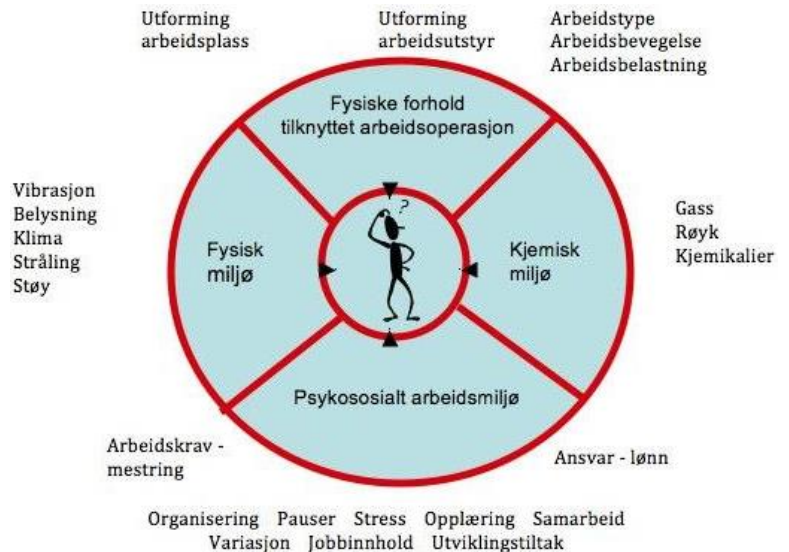 Utforming
arbeidsplass
Utforming
arbeidsutstyr
Arbeidstype
Arbeidsbevegelse
Arbeidsbelastning
Fysiske forhold
tilknyttet arbeidsoperasjon
Vibrasjon
Belysning
Klima
Stråling
Støy
Fysisk
miljø
?
Kjemisk
miljø
Gass
Røyk
Kjemikalier
Psykososialt arbeidsmiljø
Arbeidskrav -
mestring
Ansvar - lønn
Organisering Pauser Stress Opplæring Samarbeid
Variasjon Jobbinnhold Utviklingstiltak